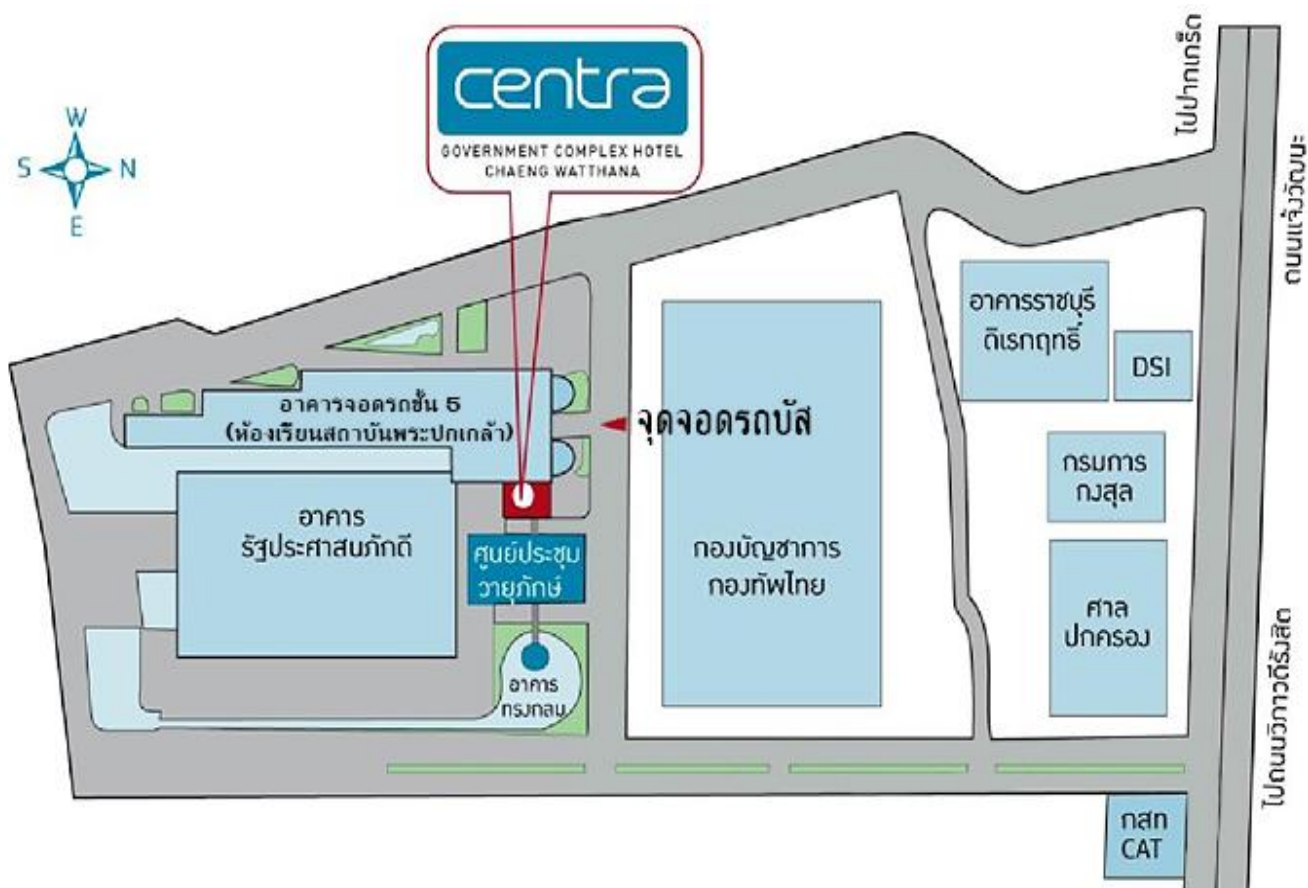 centra
GOVERNMENT COMPLEX HOTEL
CHAENG WATTHANA
W
S
N
E
ไปปากเกร็ด
ถนนแจ้งวัฒนะ
อาคารราชบุรี
ดิเรกฤทธิ์
DSI
อาคารจอดรถชั้น 5
(ห้องเรียนสถาบันพระปกเกล้า)
จุดจอดรถบัส
กรมการ
กงสุล
อาคาร
รัฐประศาสนภักดี
ศูนย์ประชุม
วายุภักษ์
กองบัญชาการ
กองทัพไทย
ศาล
ปกครอง
อาคาร
ทรงกลม
ไปถนนวิภาวดีรังสิต
กสท
CAT